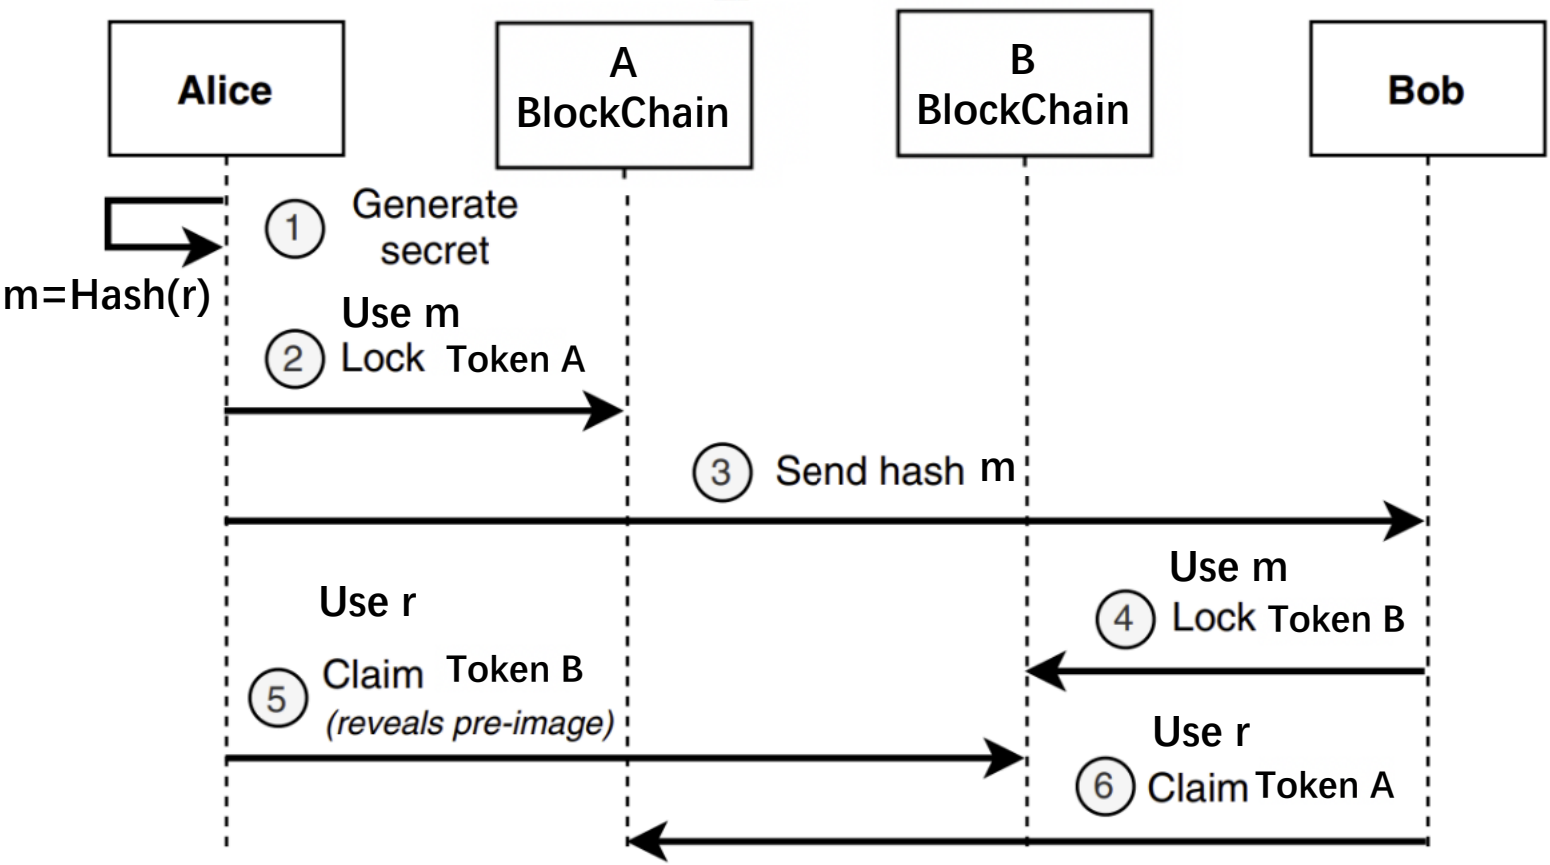 Alice
A
BlockChain
B
BlockChain
Bob
1 Generate
secret
m=Hash(r)
Use m
2 Lock Token A
3 Send hash m
Use m
4 Lock Token B
Use r
5 Claim Token B
(reveals pre-image)
Use r
6 Claim Token A